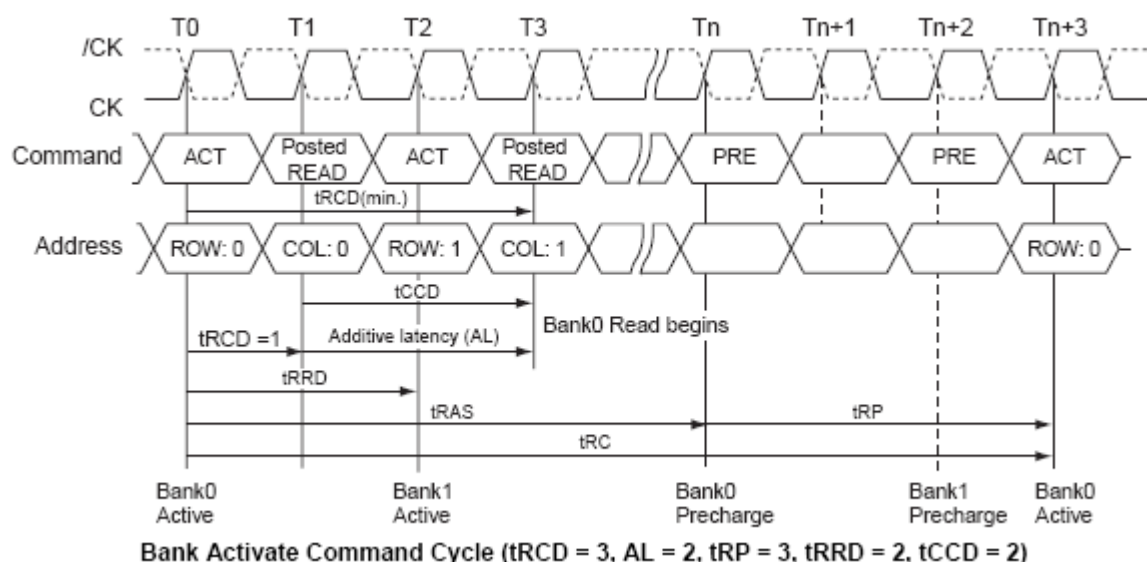 T0 T1 T2 T3 Tn Tn+1 Tn+2 Tn+3
/CK
CK
Command ACT Posted READ ACT Posted READ PRE PRE ACT
tRCD(min.)
Address ROW: 0 COL: 0 ROW: 1 COL: 1 ROW: 0
tCCD
Bank0 Read begins
tRCD =1 Additive latency (AL)
tRRD
tRAS tRP
tRC
Bank0 Active Bank1 Active Bank0 Precharge Bank1 Precharge Bank0 Active
Bank Activate Command Cycle (tRCD = 3, AL = 2, tRP = 3, tRRD = 2, tCCD = 2)